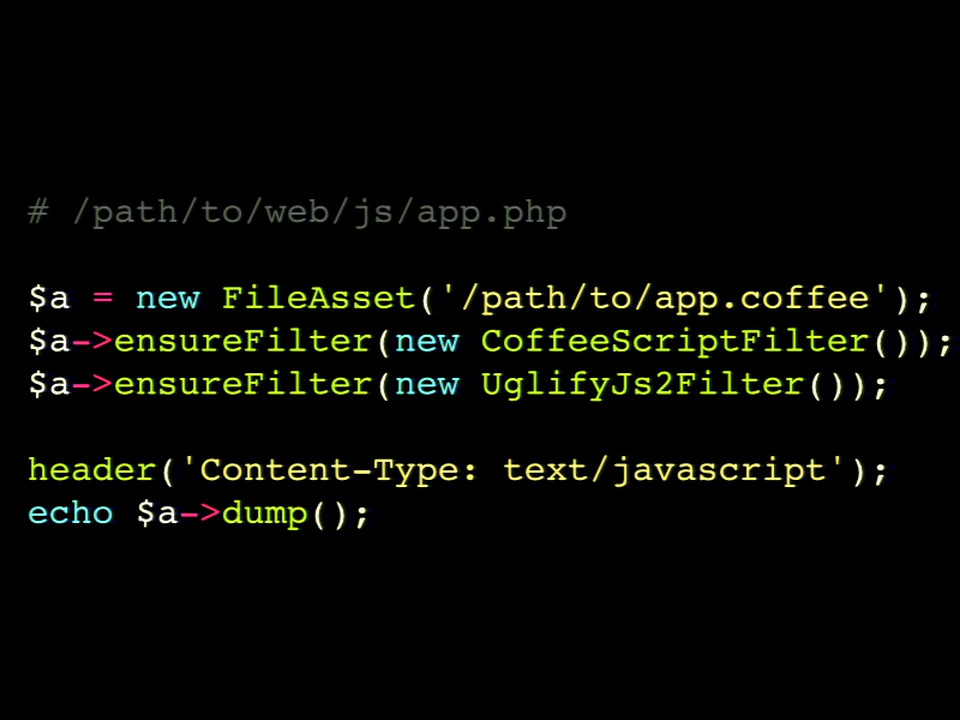 # /path/to/web/js/app.php
$a = new FileAsset('/path/to/app.coffee');
$a->ensureFilter(new CoffeeScriptFilter());
$a->ensureFilter(new UglifyJs2Filter());
header('Content-Type: text/javascript');
echo $a->dump();